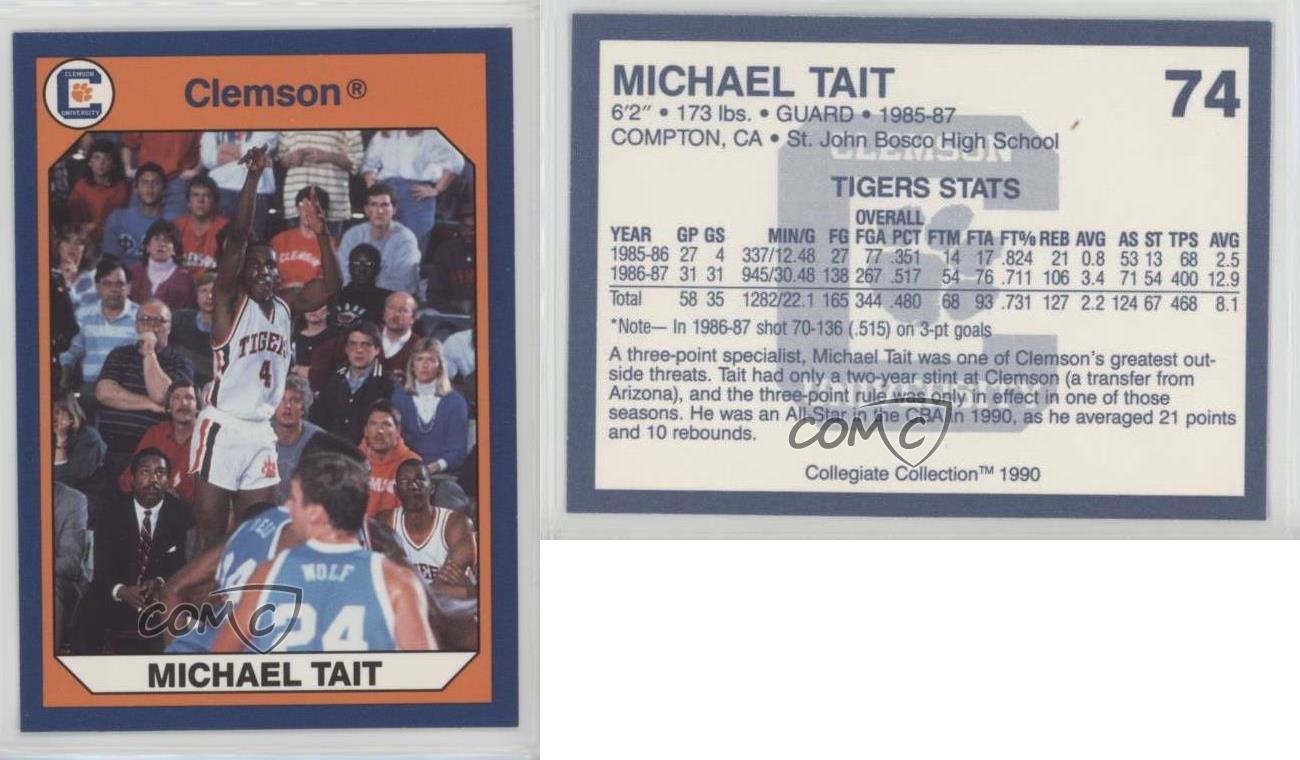 CLEMSON
UNIVERSITY
Clemson®
TIGERS
4
WOLF
24
COMC
MICHAEL TAIT
MICHAEL TAIT 74
6'2" • 173 lbs. • GUARD • 1985-87
COMPTON, CA • St. John Bosco High School
CLEMSON
TIGERS STATS
OVERALL
YEAR GP GS MIN/G FG FGA PCT FTM FTA FT% REB AVG AS ST TPS AVG
1985-86 27 4 337/12.48 27 77 .351 14 17 .824 21 0.8 53 13 68 2.5
1986-87 31 31 945/30.48 138 267 .517 54 76 .711 106 3.4 71 54 400 12.9
Total 58 35 1282/22.1 165 344 .480 68 93 .731 127 2.2 124 67 468 8.1
*Note— In 1986-87 shot 70-136 (.515) on 3-pt goals
A three-point specialist, Michael Tait was one of Clemson's greatest out-
side threats. Tait had only a two-year stint at Clemson (a transfer from
Arizona), and the three-point rule was only in effect in one of those
seasons. He was an All-Star in the CBA in 1990, as he averaged 21 points
and 10 rebounds.
COMC
Collegiate Collection™ 1990